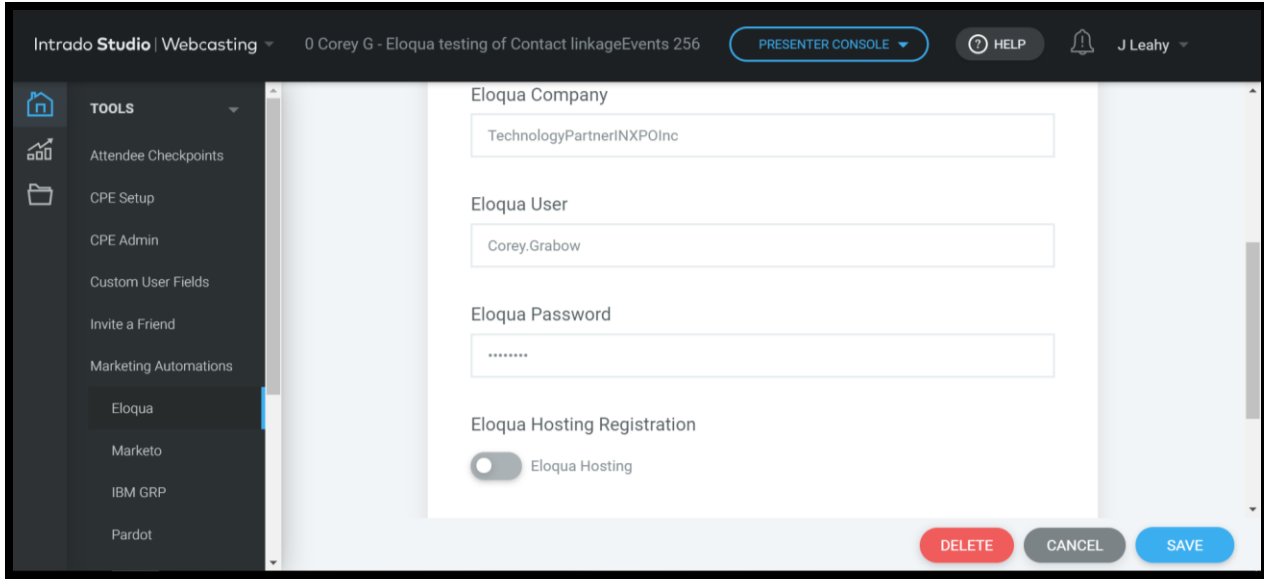 Intrado Studio | Webcasting
0 Corey G - Eloqua testing of Contact linkageEvents 256
PRESENTER CONSOLE
? HELP
J Leahy
TOOLS
Attendee Checkpoints
CPE Setup
CPE Admin
Custom User Fields
Invite a Friend
Marketing Automations
Eloqua
Marketo
IBM GRP
Pardot
Eloqua Company
TechnologyPartnerINXPOInc
Eloqua User
Corey.Grabow
Eloqua Password
••••••••
Eloqua Hosting Registration
Eloqua Hosting
DELETE
CANCEL
SAVE